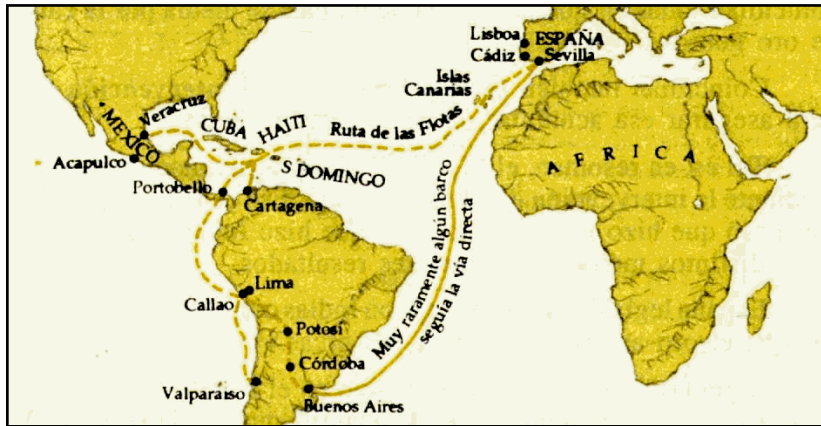 Lisboa
ESPAÑA
Cádiz
Sevilla
Islas
Canarias
Veracruz
MEXICO
CUBA
HAITI
Ruta de las Flotas
Acapulco
S DOMINGO
AFRICA
Portobello
Cartagena
Muy raramente algún barco
seguía la vía directa
Lima
Callao
Potosí
Córdoba
Valparaiso
Buenos Aires